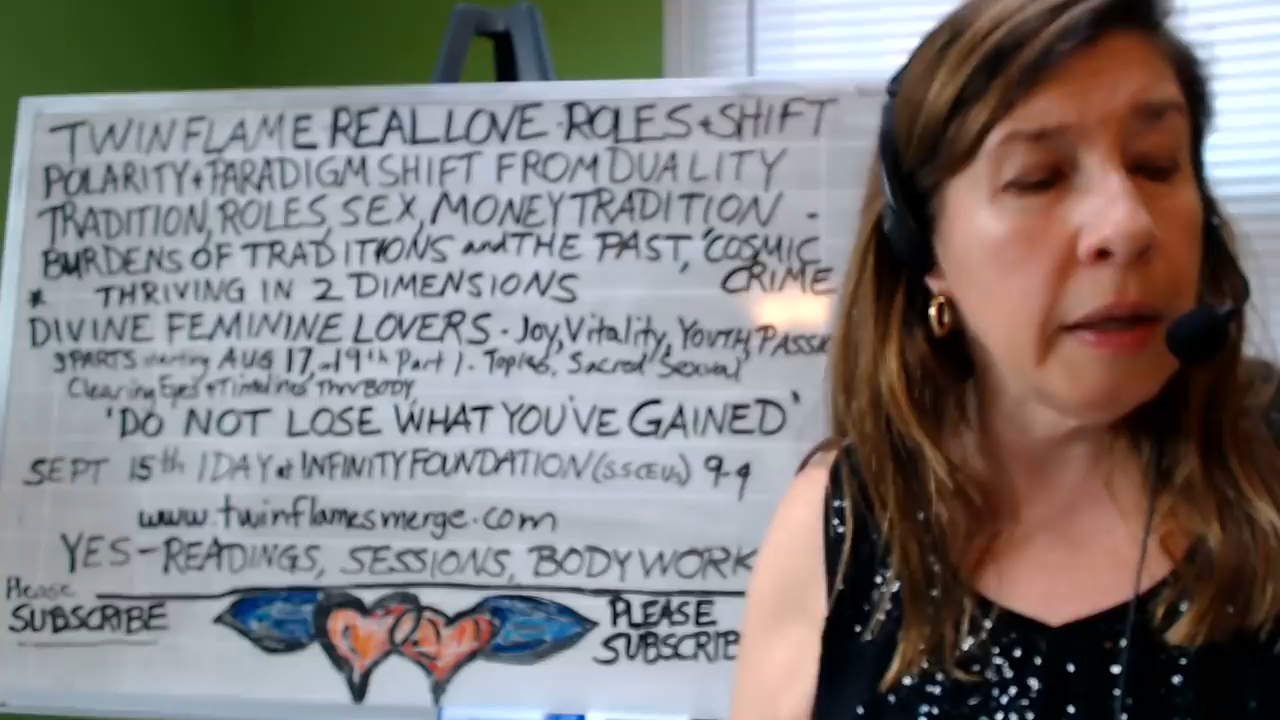 TWIN FLAME REAL LOVE · ROLES + SHIFT
POLARITY + PARADIGM SHIFT FROM DUALITY
TRADITION, ROLES, SEX, MONEY TRADITION -
BURDENS OF TRADITIONS and THE PAST, 'COSMIC
CRIME
* THRIVING IN 2 DIMENSIONS
DIVINE FEMININE LOVERS - Joy, Vitality, YOUTH, PASSI
3 PARTS starting AUG 17, -19th Part 1. Topics, Sacred Sexual
Clearing Eyes + Timelines Thru BODY,
'DO NOT LOSE WHAT YOU'VE GAINED'
SEPT 15th 1 DAY at INFINITY FOUNDATION
www.twinflamesmerge.com
YES - READINGS, SESSIONS, BODYWORK
Please
SUBSCRIBE
PLEASE
SUBSCRIBE